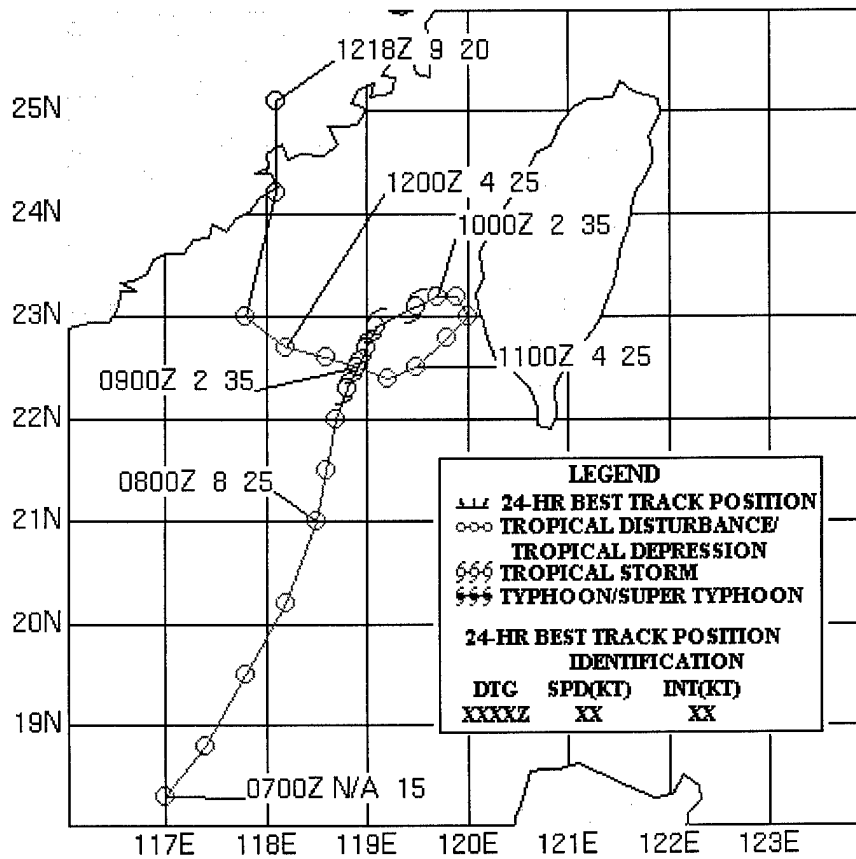 1218Z 9 20
25N
1200Z 4 25
24N
1000Z 2 35
23N
1100Z 4 25
0900Z 2 35
22N
0800Z 8 25
LEGEND
24-HR BEST TRACK POSITION
21N
TROPICAL DISTURBANCE/
TROPICAL DEPRESSION
TROPICAL STORM
TYPHOON/SUPER TYPHOON
20N
24-HR BEST TRACK POSITION
IDENTIFICATION
DTG SPD(KT) INT(KT)
XXXXZ XX XX
19N
0700Z N/A 15
117E 118E 119E 120E 121E 122E 123E